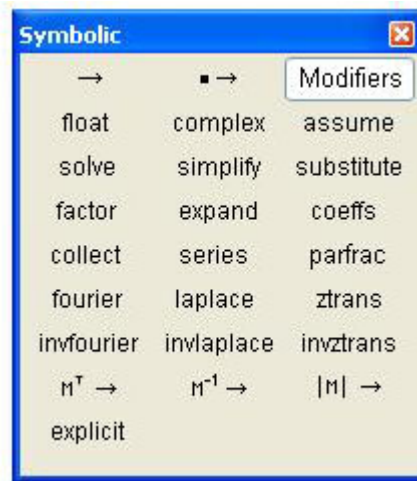 Symbolic
→ ▪ → Modifiers
float complex assume
solve simplify substitute
factor expand coeffs
collect series parfrac
fourier laplace ztrans
invfourier invlaplace invztrans
Mᵀ → M⁻¹ → |M| →
explicit